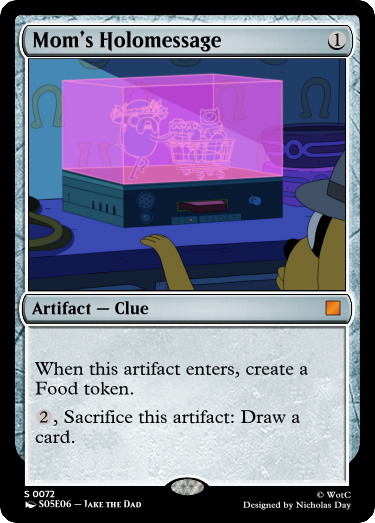 Mom's Holomessage 1
Artifact — Clue
When this artifact enters, create a
Food token.
2, Sacrifice this artifact: Draw a
card.
S 0072
S05E06 — Jake the Dad
© WotC
Designed by Nicholas Day